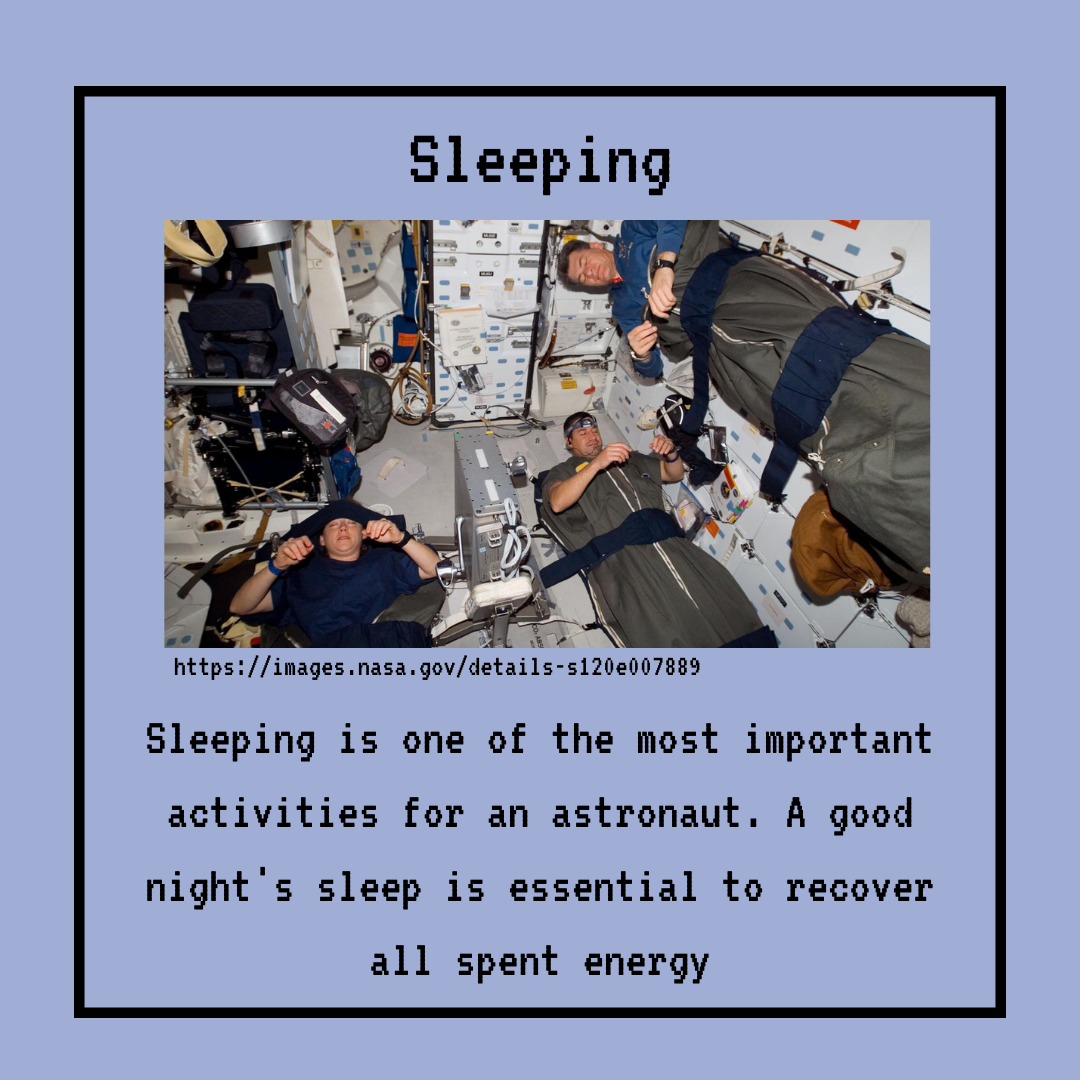 Sleeping
https://images.nasa.gov/details-s120e007889
Sleeping is one of the most important
activities for an astronaut. A good
night's sleep is essential to recover
all spent energy